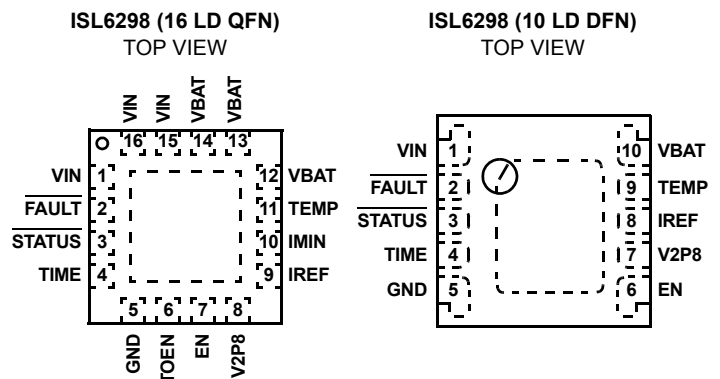 ISL6298 (16 LD QFN)
TOP VIEW
VIN
VIN
VBAT
VBAT
16
15
14
13
VIN 1
12 VBAT
FAULT 2
11 TEMP
STATUS 3
10 IMIN
TIME 4
9 IREF
5
6
7
8
GND
TOEN
EN
V2P8
ISL6298 (10 LD DFN)
TOP VIEW
VIN 1
10 VBAT
FAULT 2
9 TEMP
STATUS 3
8 IREF
TIME 4
7 V2P8
GND 5
6 EN